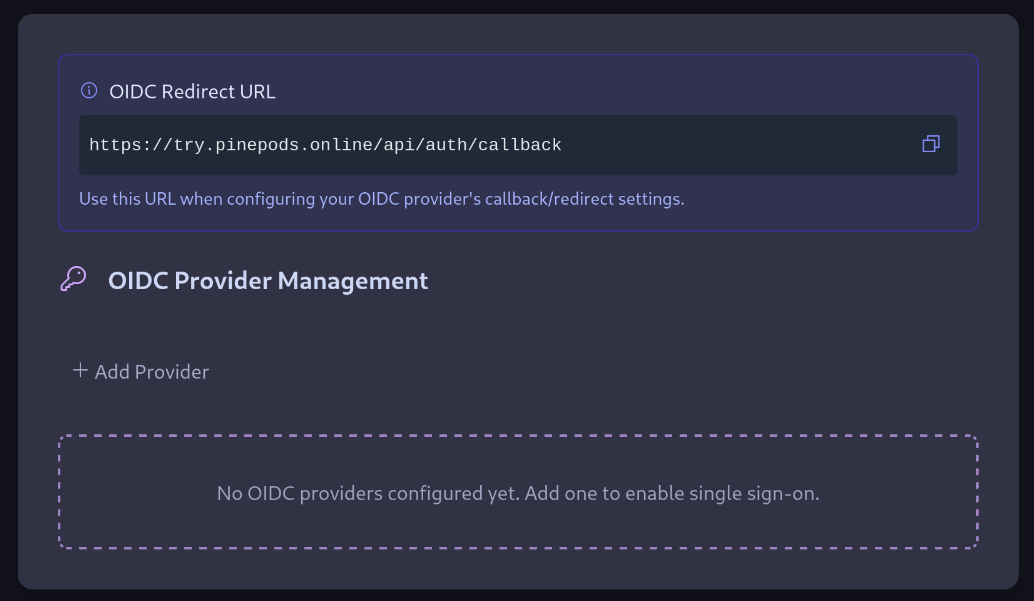 OIDC Redirect URL
https://try.pinepods.online/api/auth/callback
Use this URL when configuring your OIDC provider's callback/redirect settings.
OIDC Provider Management
+ Add Provider
No OIDC providers configured yet. Add one to enable single sign-on.